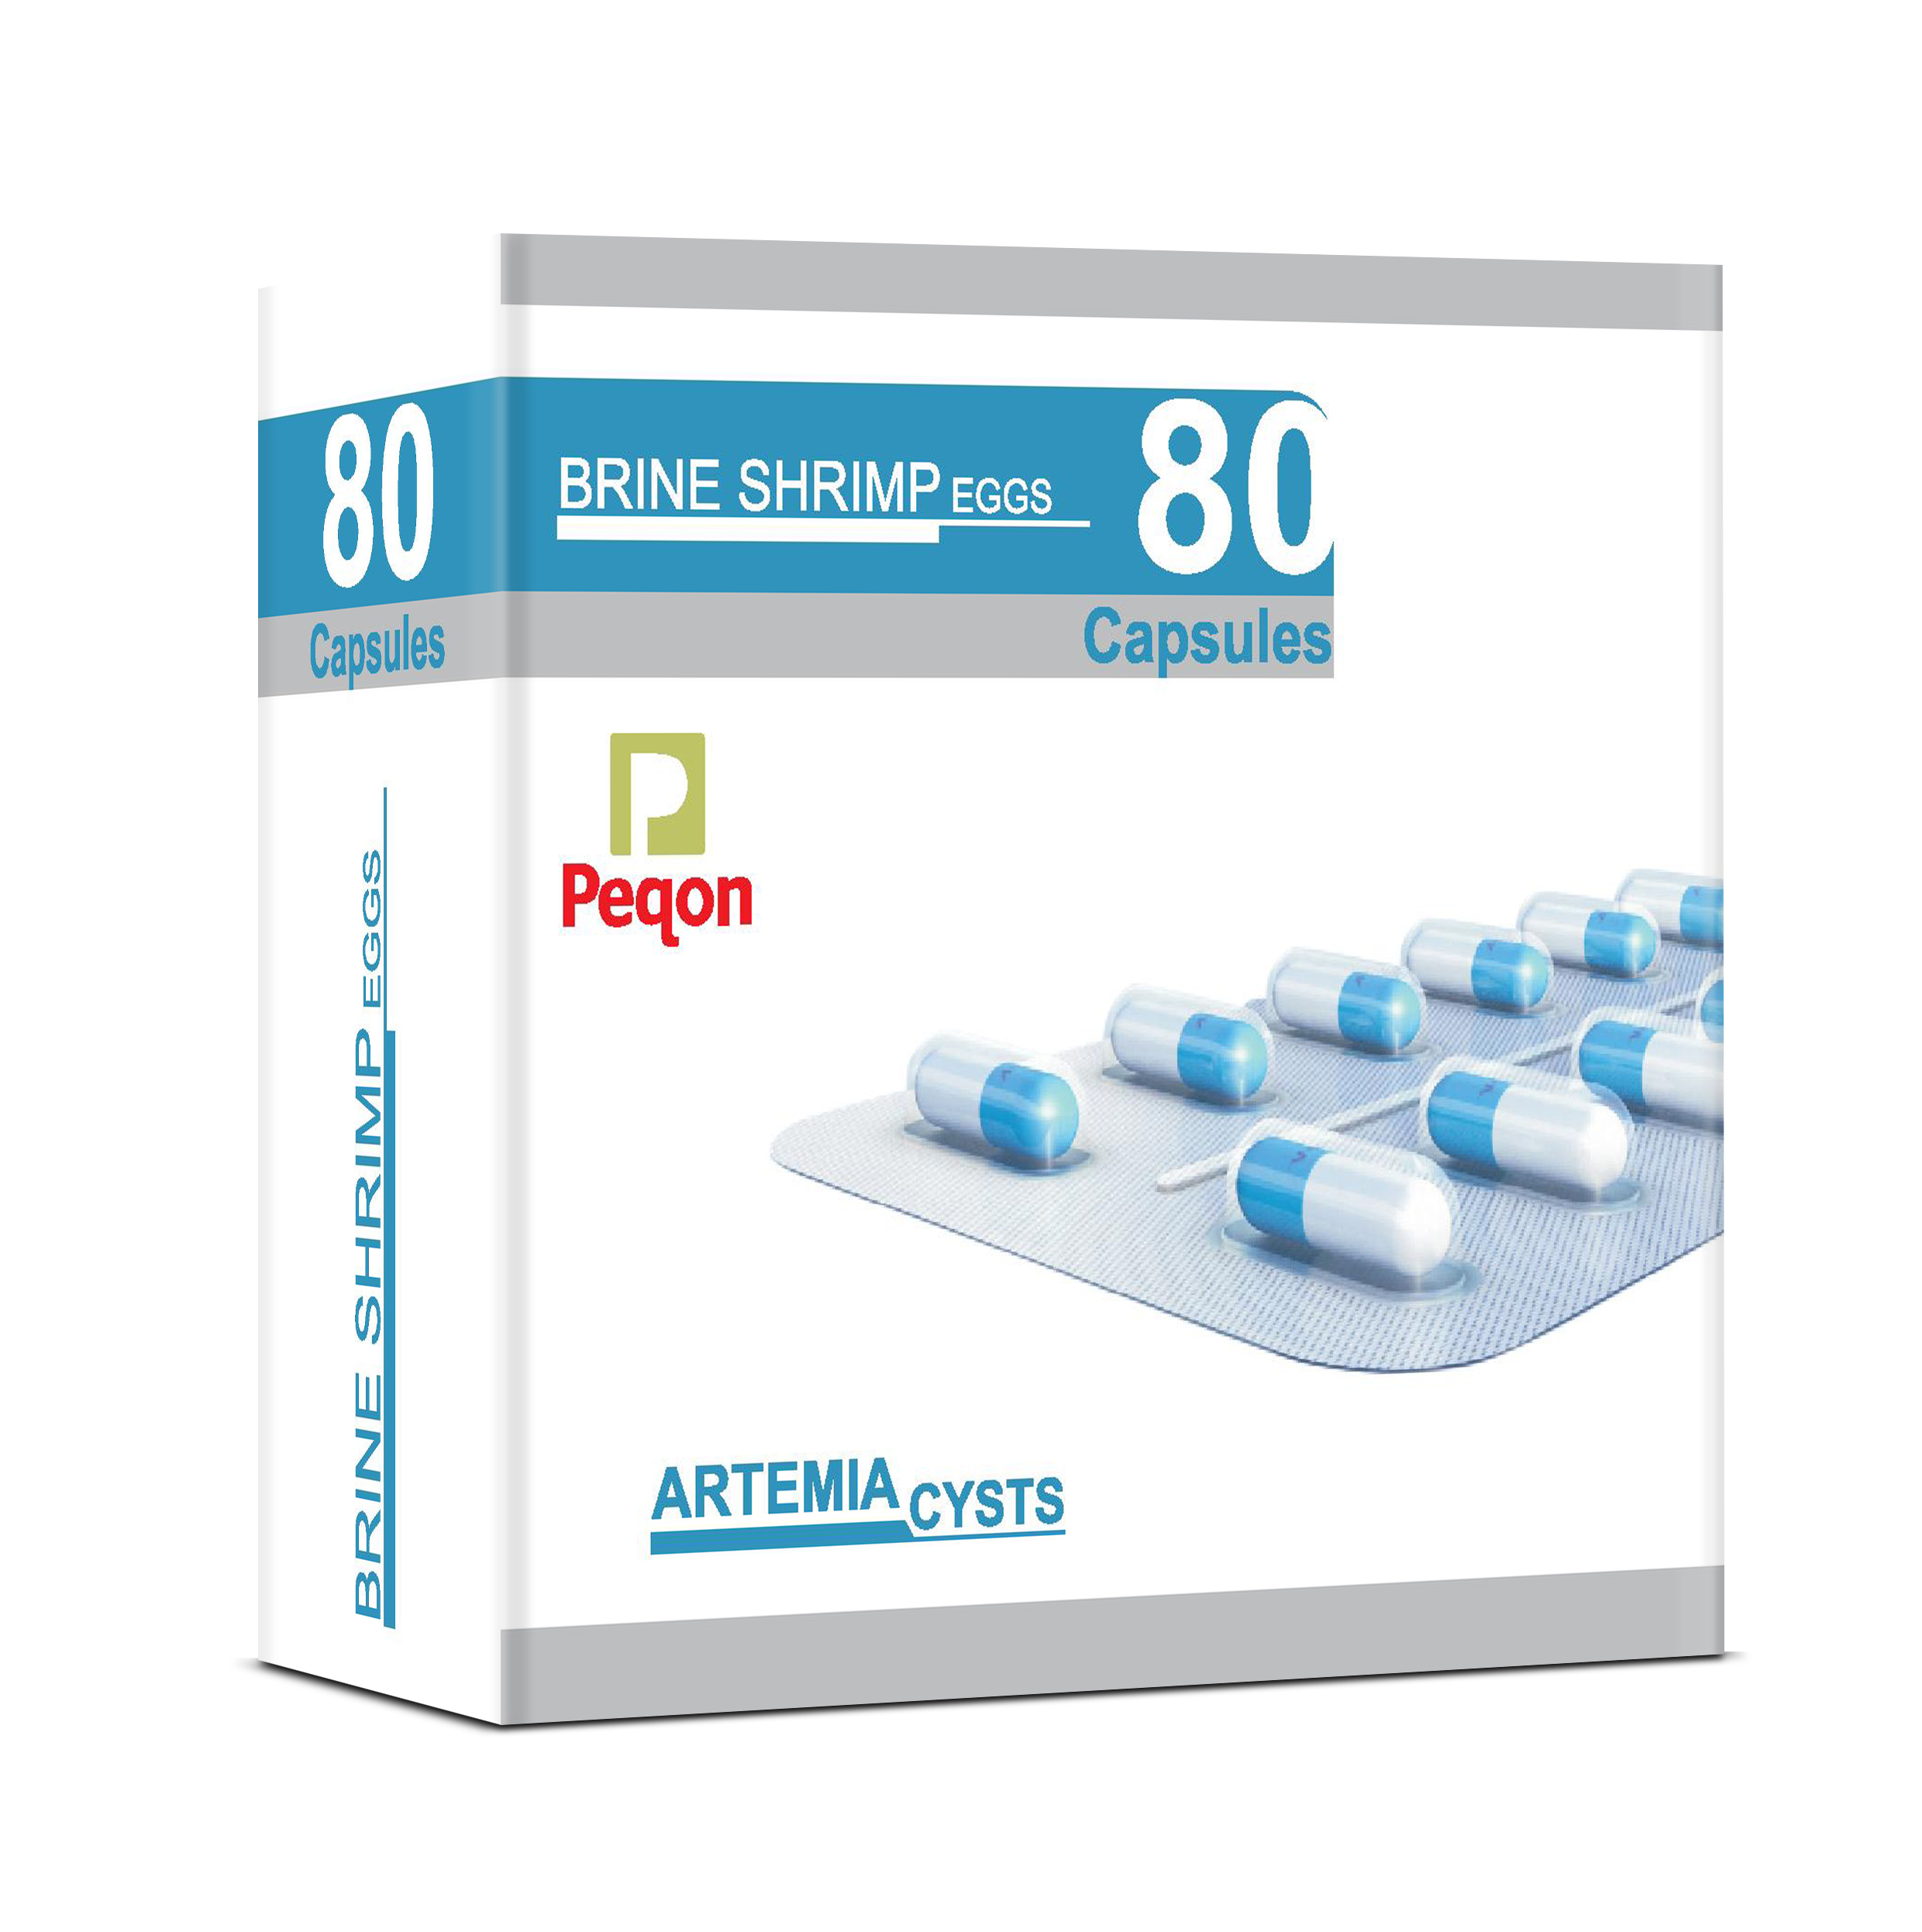 80
Capsules
BRINE SHRIMP EGGS
BRINE SHRIMP EGGS 80
Capsules
P
Peqon
ARTEMIA CYSTS